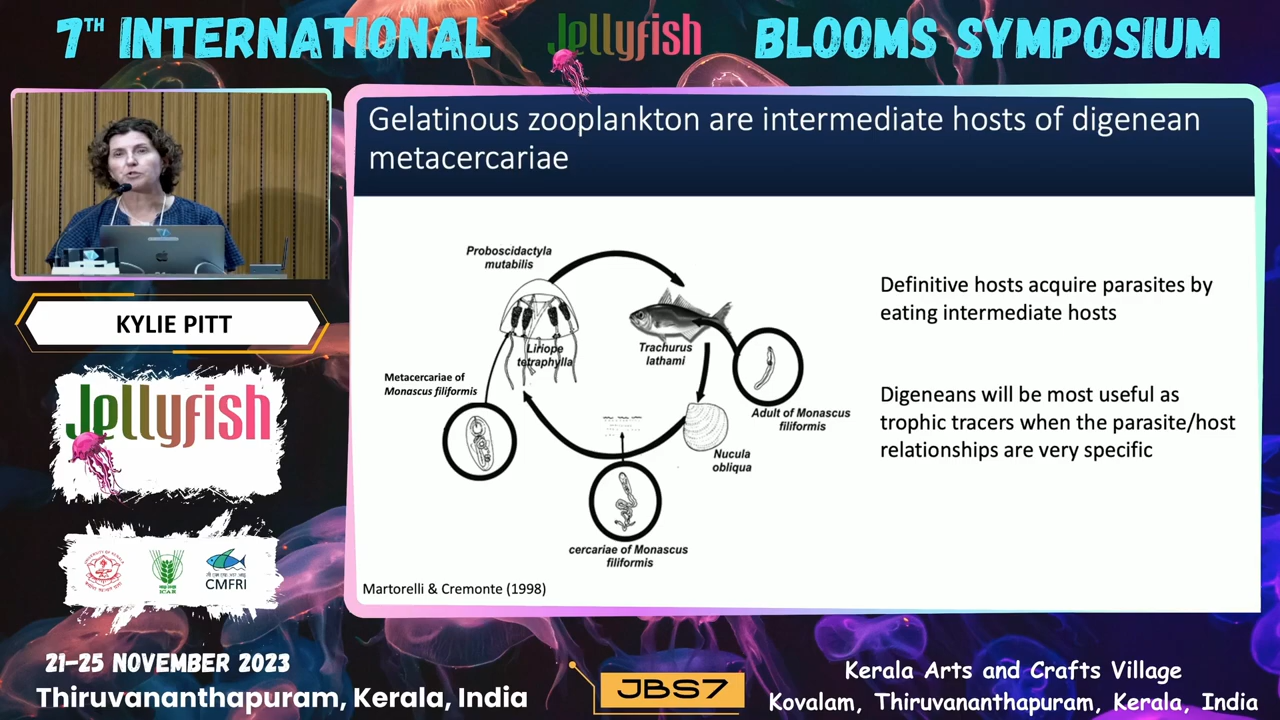 7TH INTERNATIONAL Jellyfish BLOOMS SYMPOSIUM
KYLIE PITT
Jellyfish
ICAR
CMFRI
21-25 NOVEMBER 2023
Thiruvananthapuram, Kerala, India
Gelatinous zooplankton are intermediate hosts of digenean
metacercariae
Proboscidactyla
mutabilis
Liriope
tetraphylla
Trachurus
lathami
Metacercariae of
Monascus filiformis
Adult of Monascus
filiformis
Nucula
obliqua
cercariae of Monascus
filiformis
Martorelli & Cremonte (1998)
Definitive hosts acquire parasites by
eating intermediate hosts
Digeneans will be most useful as
trophic tracers when the parasite/host
relationships are very specific
JBS7
Kerala Arts and Crafts Village
Kovalam, Thiruvananthapuram, Kerala, India